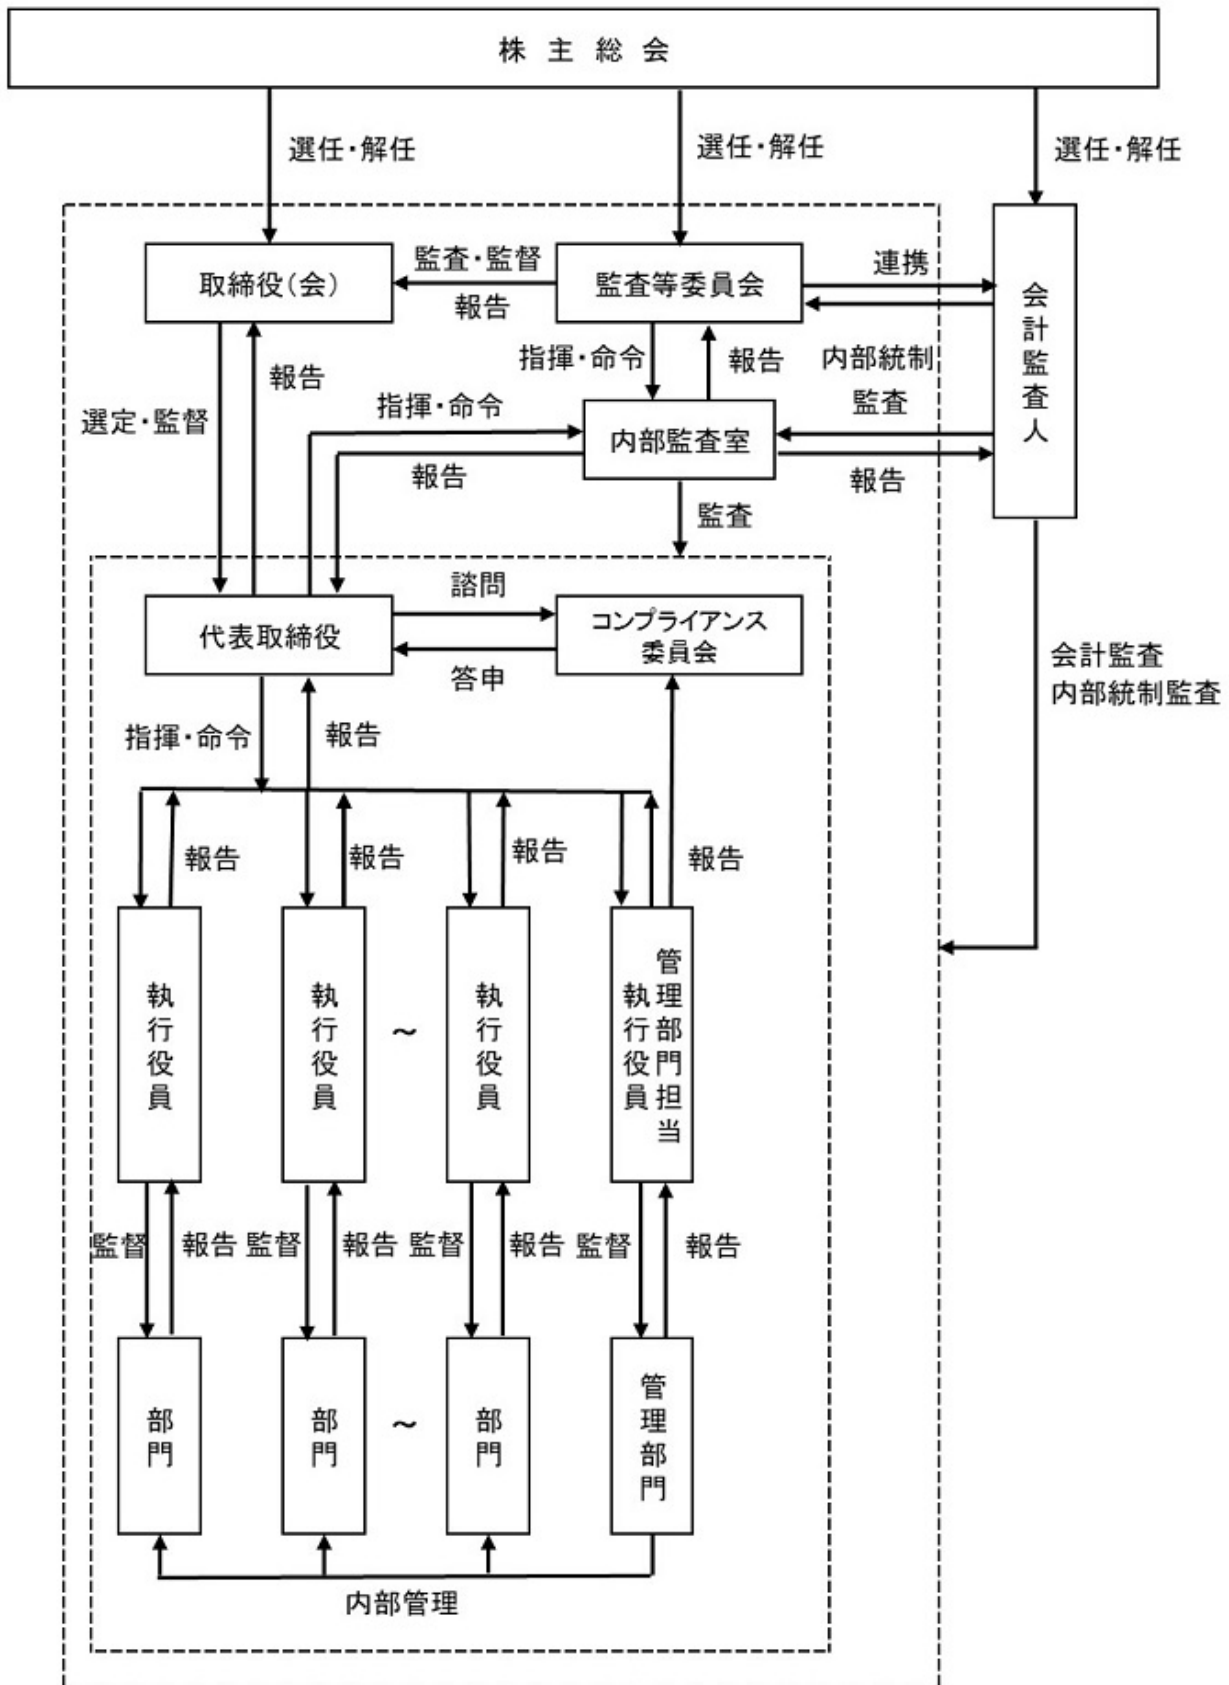 株主総会
選任・解任
選任・解任
選任・解任
取締役(会)
監査・監督
報告
監査等委員会
連携
会計監査人
指揮・命令
報告
内部統制
監査
報告
選定・監督
指揮・命令
報告
内部監査室
報告
監査
代表取締役
諮問
答申
コンプライアンス
委員会
会計監査
内部統制監査
指揮・命令
報告
報告
報告
報告
報告
執行役員
執行役員
～
執行役員
管理部門担当
執行役員
監督
報告
監督
報告
監督
報告
監督
報告
部門
部門
～
部門
管理部門
内部管理